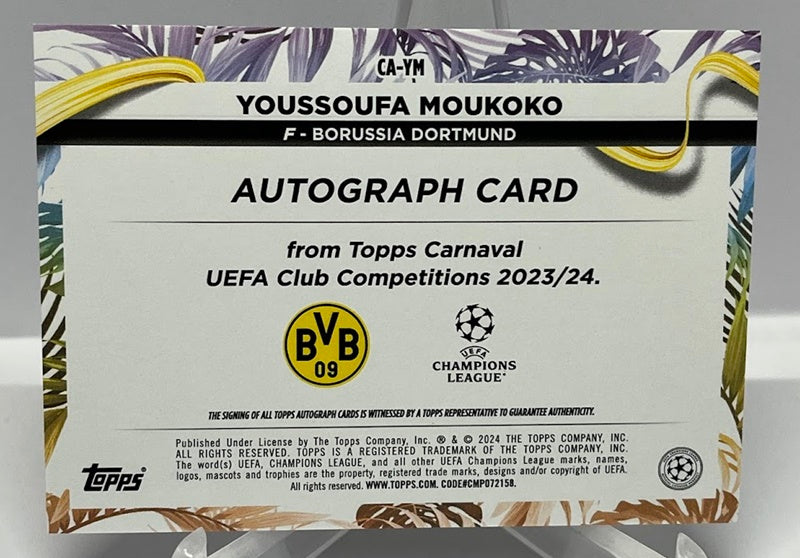 CA-YM
YOUSSOUFA MOUKOKO
F - BORUSSIA DORTMUND
AUTOGRAPH CARD
from Topps Carnaval
UEFA Club Competitions 2023/24.
BVB
09
UEFA
CHAMPIONS
LEAGUE®
THE SIGNING OF ALL TOPPS AUTOGRAPH CARDS IS WITNESSED BY A TOPPS REPRESENTATIVE TO GUARANTEE AUTHENTICITY.
Published Under License by The Topps Company, Inc. ® & © 2024 THE TOPPS COMPANY, INC.
ALL RIGHTS RESERVED. TOPPS IS A REGISTERED TRADEMARK OF THE TOPPS COMPANY, INC.
The word(s) UEFA, CHAMPIONS LEAGUE, and all other UEFA Champions League marks, names,
logos, mascots and trophies are the property, registered trade marks, designs and/or copyright of UEFA.
All rights reserved. WWW.TOPPS.COM. CODE#CMP072158.
TOPPS®